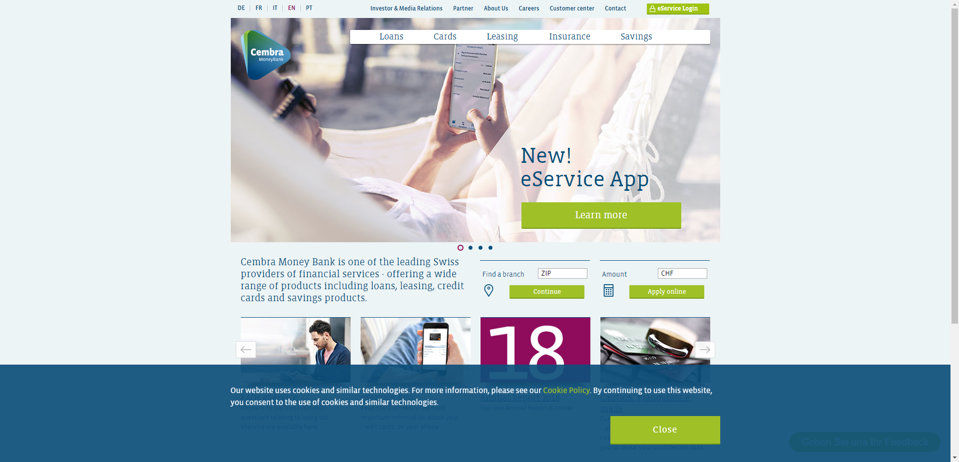 DE | FR | IT | EN | PT
Investor & Media Relations Partner About Us Careers Customer center Contact
eService Login
Loans Cards Leasing Insurance Savings
Cembra
MoneyBank
New!
eService App
Learn more
Cembra Money Bank is one of the leading Swiss
providers of financial services - offering a wide
range of products including loans, leasing, credit
cards and savings products.
Find a branch ZIP
Continue
Amount CHF
Apply online
18
Our website uses cookies and similar technologies. For more information, please see our Cookie Policy. By continuing to use this website,
you consent to the use of cookies and similar technologies.
Close